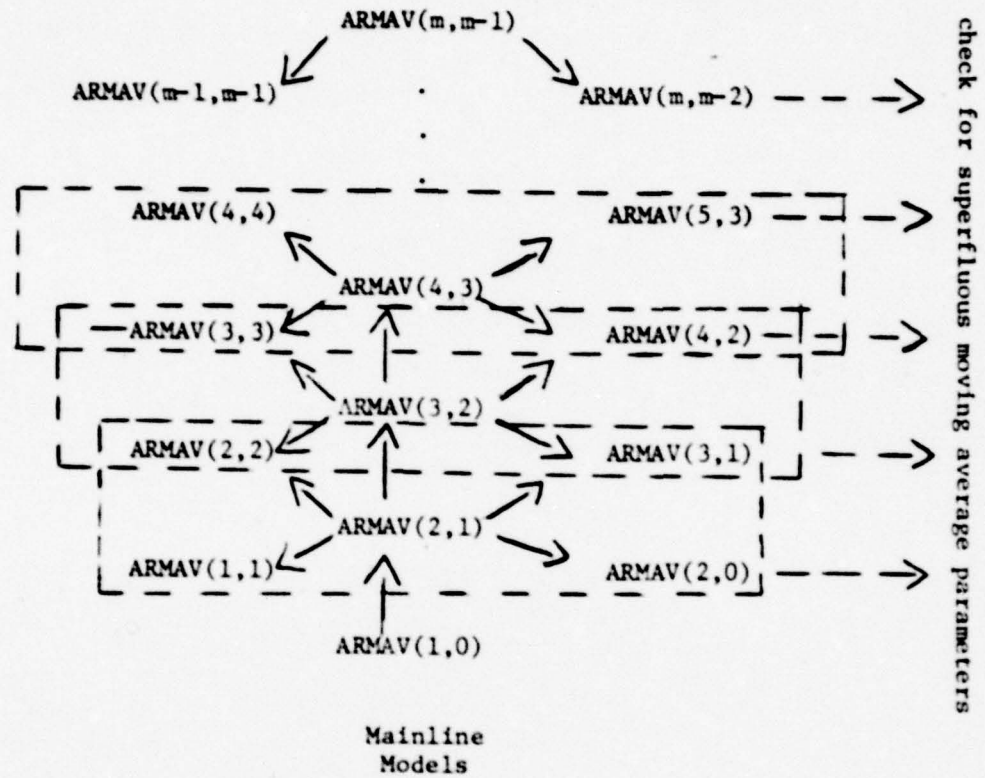 ARMAV(m,m-1)
ARMAV(m-1,m-1)
ARMAV(m,m-2)
ARMAV(4,4)
ARMAV(5,3)
ARMAV(4,3)
ARMAV(3,3)
ARMAV(4,2)
ARMAV(3,2)
ARMAV(2,2)
ARMAV(3,1)
ARMAV(2,1)
ARMAV(1,1)
ARMAV(2,0)
ARMAV(1,0)
Mainline
Models
check for superfluous moving average parameters